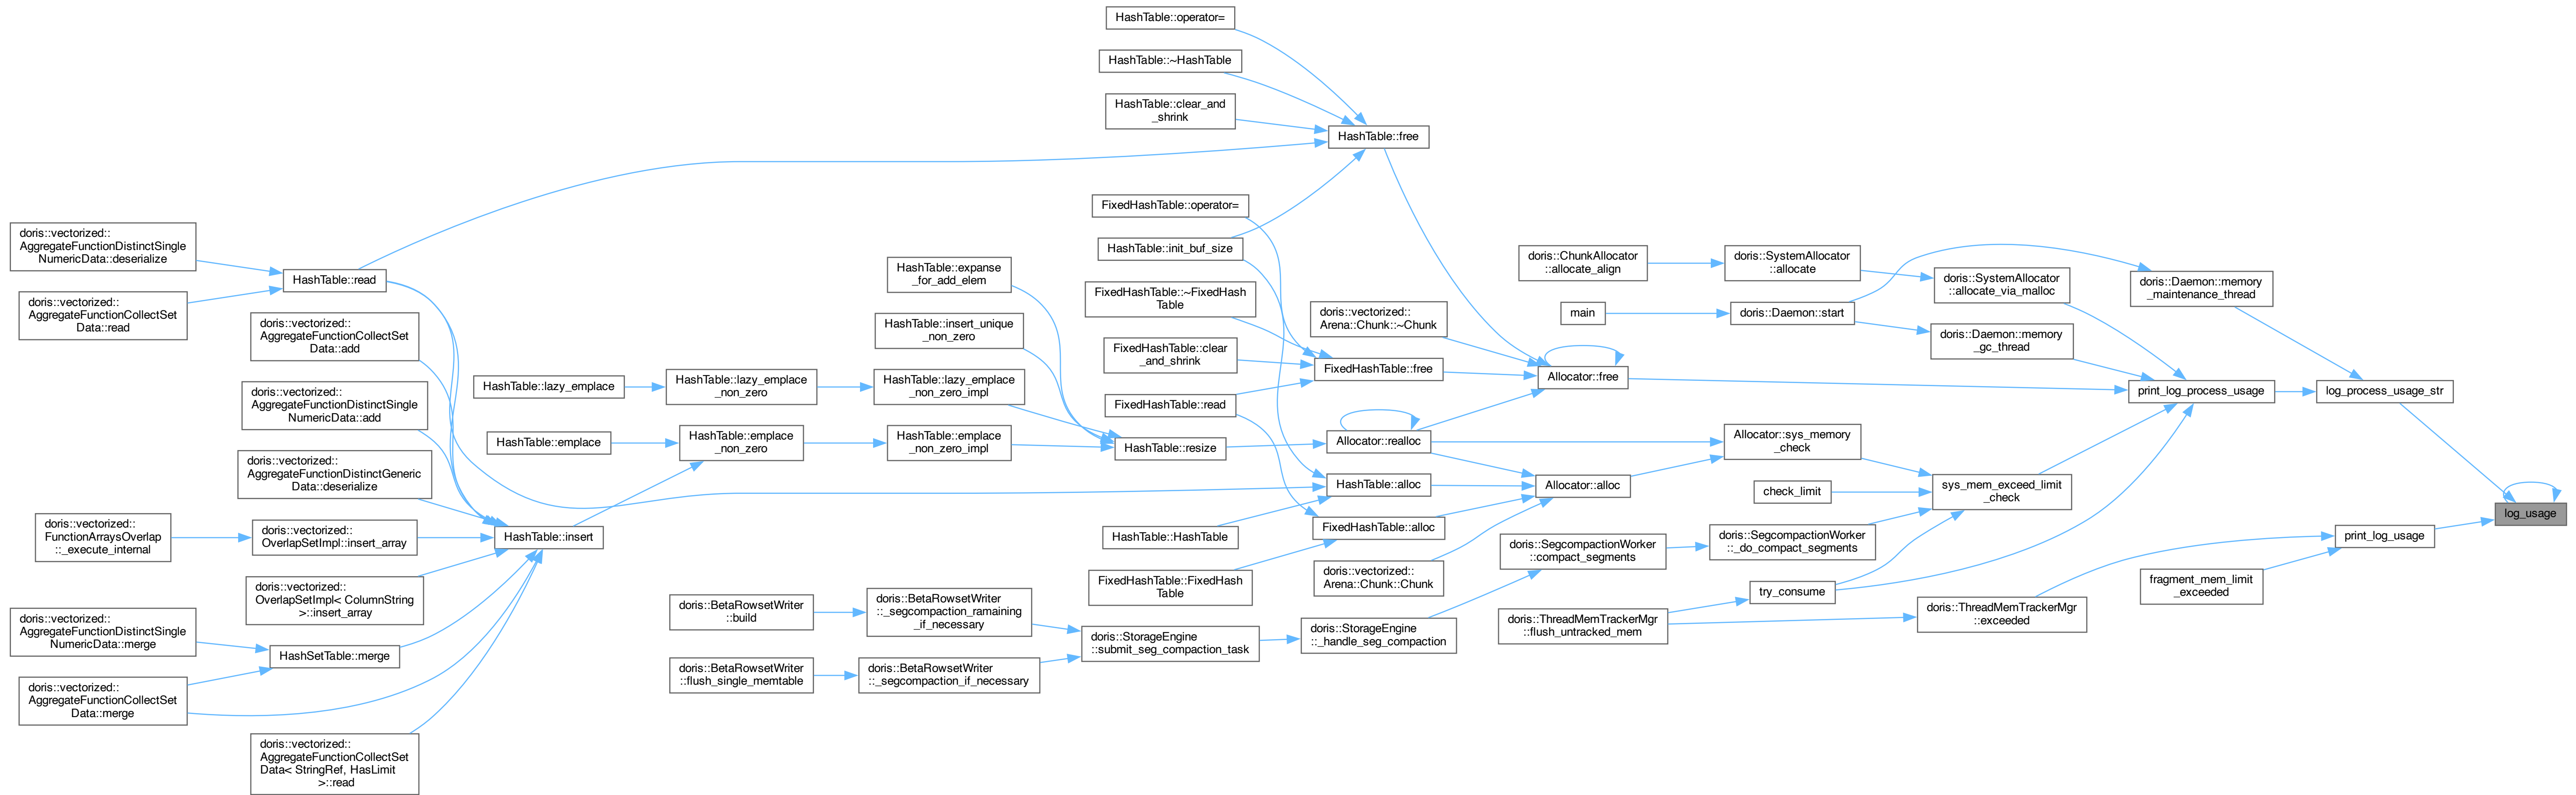 doris::vectorized::
AggregateFunctionDistinctSingle
NumericData::deserialize
doris::vectorized::
AggregateFunctionCollectSet
Data::read
HashTable::read
doris::vectorized::
AggregateFunctionCollectSet
Data::add
doris::vectorized::
AggregateFunctionDistinctSingle
NumericData::add
doris::vectorized::
AggregateFunctionDistinctGeneric
Data::deserialize
doris::vectorized::
FunctionArraysOverlap
::_execute_internal
doris::vectorized::
OverlapSetImpl::insert_array
doris::vectorized::
OverlapSetImpl< ColumnString
>::insert_array
doris::vectorized::
AggregateFunctionDistinctSingle
NumericData::merge
doris::vectorized::
AggregateFunctionCollectSet
Data::merge
HashSetTable::merge
doris::vectorized::
AggregateFunctionCollectSet
Data< StringRef, HasLimit
>::read
HashTable::lazy_emplace
HashTable::emplace
HashTable::insert
HashTable::lazy_emplace
_non_zero
HashTable::emplace
_non_zero
HashTable::expanse
_for_add_elem
HashTable::insert_unique
_non_zero
HashTable::lazy_emplace
_non_zero_impl
HashTable::emplace
_non_zero_impl
doris::BetaRowsetWriter
::build
doris::BetaRowsetWriter
::flush_single_memtable
doris::BetaRowsetWriter
::_segcompaction_ramaining
_if_necessary
doris::BetaRowsetWriter
::_segcompaction_if_necessary
HashTable::operator=
HashTable::~HashTable
HashTable::clear_and
_shrink
FixedHashTable::operator=
HashTable::init_buf_size
FixedHashTable::~FixedHash
Table
FixedHashTable::clear
_and_shrink
FixedHashTable::read
HashTable::resize
HashTable::HashTable
FixedHashTable::FixedHash
Table
doris::StorageEngine
::submit_seg_compaction_task
HashTable::free
doris::vectorized::
Arena::Chunk::~Chunk
FixedHashTable::free
Allocator::realloc
HashTable::alloc
FixedHashTable::alloc
doris::vectorized::
Arena::Chunk::Chunk
doris::StorageEngine
::_handle_seg_compaction
doris::ChunkAllocator
::allocate_align
main
Allocator::free
Allocator::alloc
doris::SegcompactionWorker
::compact_segments
doris::ThreadMemTrackerMgr
::flush_untracked_mem
doris::SystemAllocator
::allocate
doris::Daemon::start
Allocator::sys_memory
_check
check_limit
doris::SegcompactionWorker
::_do_compact_segments
try_consume
doris::SystemAllocator
::allocate_via_malloc
doris::Daemon::memory
_gc_thread
sys_mem_exceed_limit
_check
doris::ThreadMemTrackerMgr
::exceeded
doris::Daemon::memory
_maintenance_thread
print_log_process_usage
fragment_mem_limit
_exceeded
log_process_usage_str
print_log_usage
log_usage